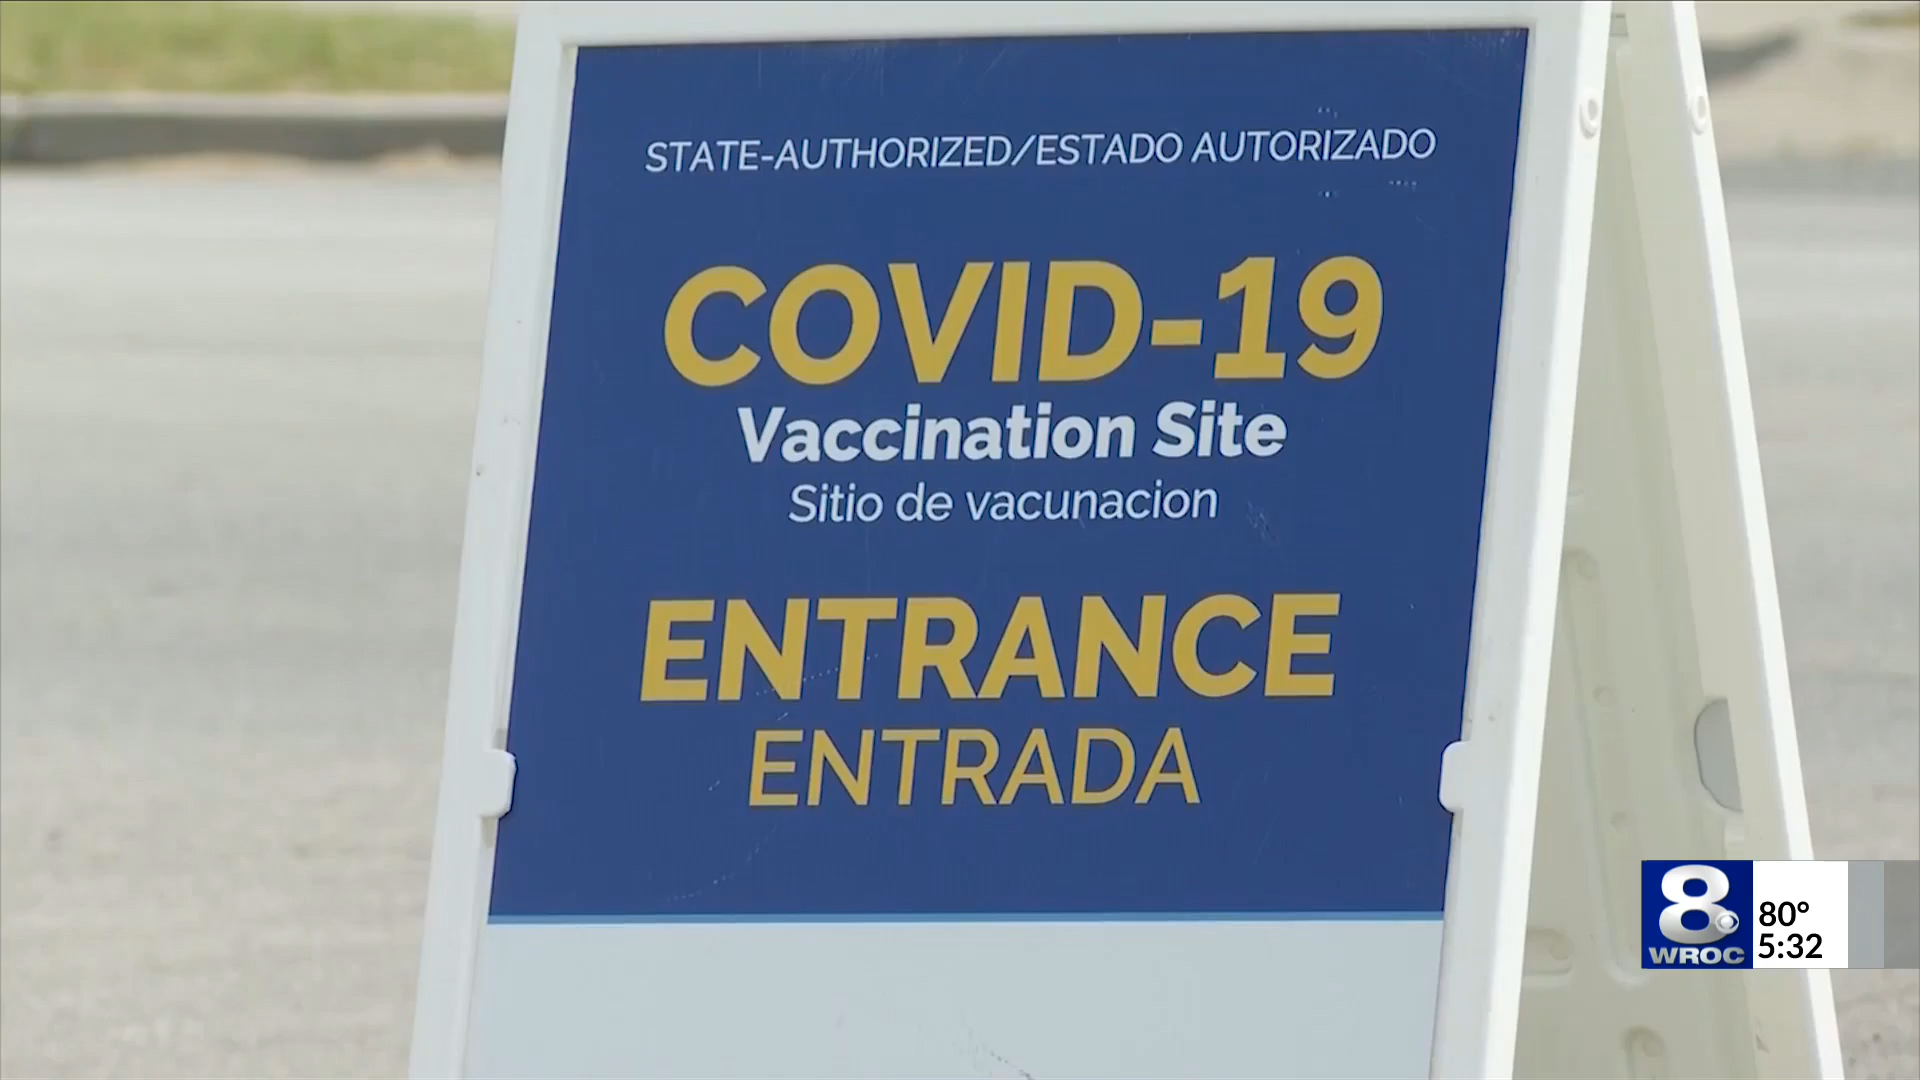 STATE-AUTHORIZED/ESTADO AUTORIZADO
COVID-19
Vaccination Site
Sitio de vacunacion
ENTRANCE
ENTRADA
8
WROC
80°
5:32